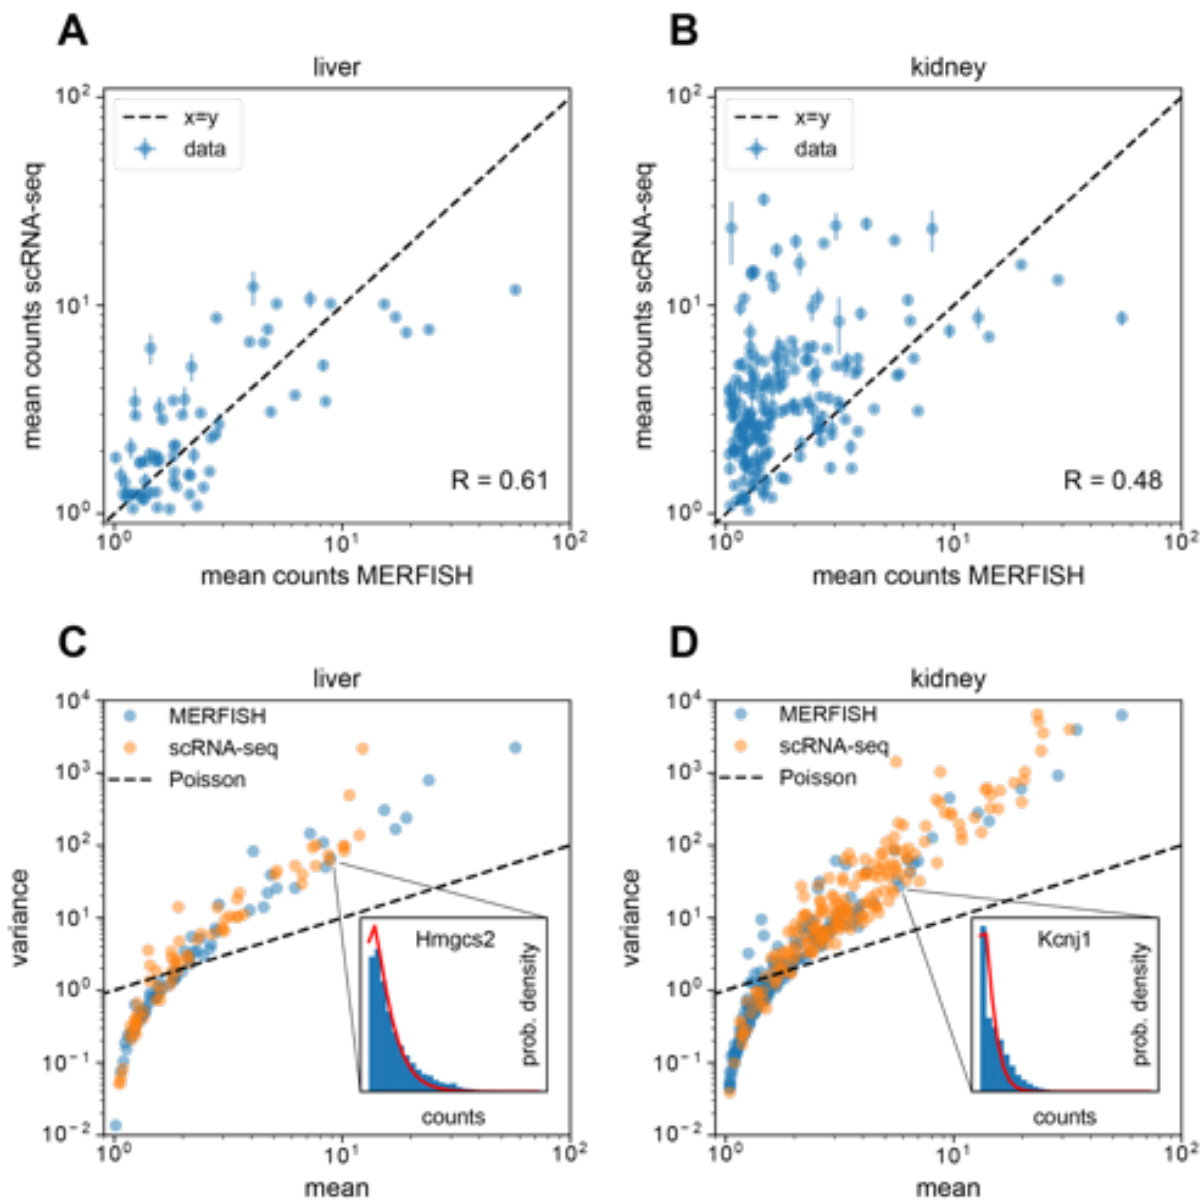 A
liver
x=y
data
R = 0.61
mean counts scRNA-seq
10² 
10¹
10⁰
10⁰ 10¹ 10²
mean counts MERFISH
B
kidney
x=y
data
R = 0.48
mean counts scRNA-seq
10²
10¹
10⁰
10⁰ 10¹ 10²
mean counts MERFISH
C
liver
MERFISH
scRNA-seq
Poisson
variance
10⁴
10³
10²
10¹
10⁰
10⁻¹
10⁻²
Hmgcs2
prob. density
counts
10⁰ 10¹ 10²
mean
D
kidney
MERFISH
scRNA-seq
Poisson
variance
10⁴
10³
10²
10¹
10⁰
10⁻¹
10⁻²
Kcnj1
prob. density
counts
10⁰ 10¹ 10²
mean